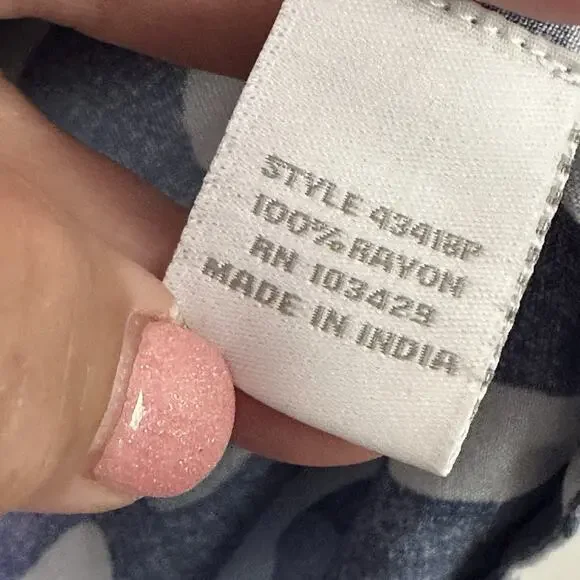 STYLE 43418P
100% RAYON
RN 103429
MADE IN INDIA